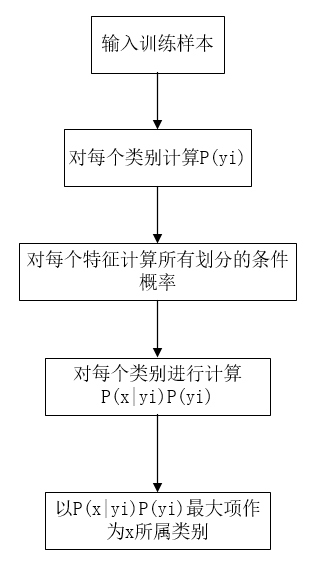 输入训练样本
对每个类别计算P(yi)
对每个特征计算所有划分的条件
概率
对每个类别进行计算
P(x|yi)P(yi)
以P(x|yi)P(yi)最大项作
为x所属类别